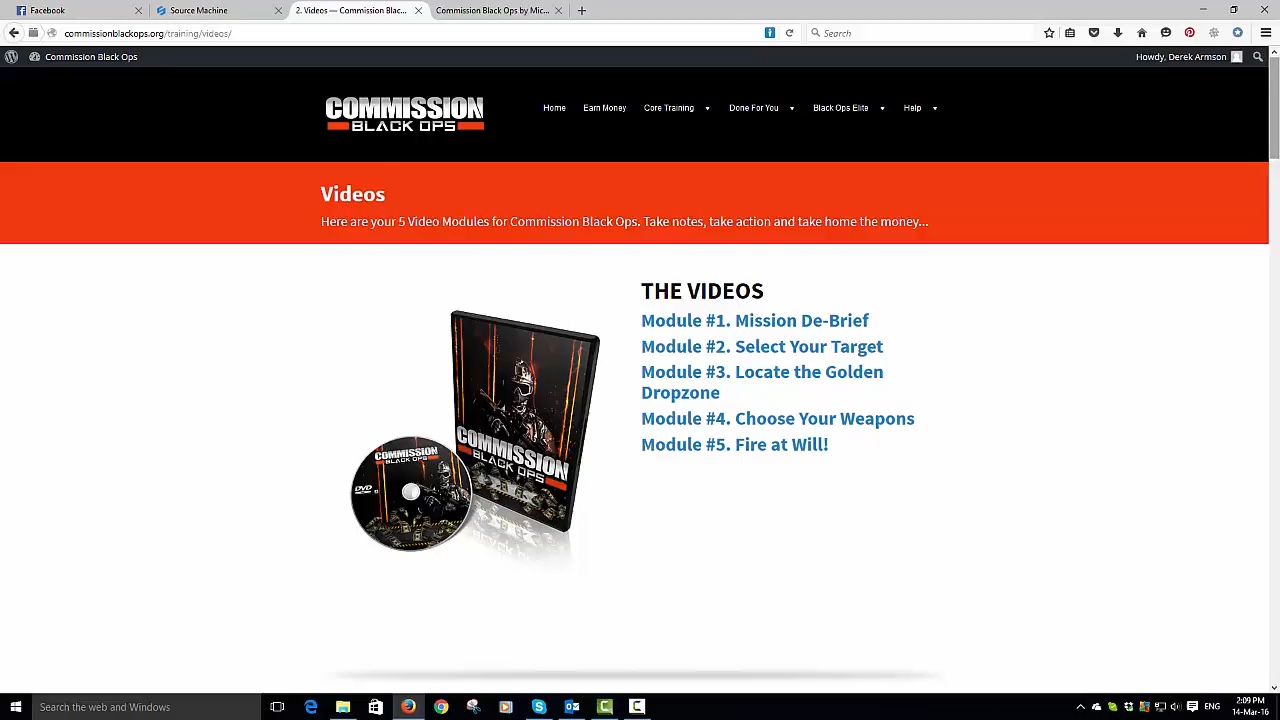 Facebook
Source Machine
2. Videos — Commission Blac...
Commission Black Ops by Mic...
commissionblackops.org/training/videos/
Search
Commission Black Ops
Howdy, Derek Armson
COMMISSION
BLACK OPS
Home
Earn Money
Core Training
Done For You
Black Ops Elite
Help
Videos
Here are your 5 Video Modules for Commission Black Ops. Take notes, take action and take home the money...
THE VIDEOS
Module #1. Mission De-Brief
Module #2. Select Your Target
Module #3. Locate the Golden
Dropzone
Module #4. Choose Your Weapons
Module #5. Fire at Will!
COMMISSION
BLACK OPS
COMMISSION
BLACK OPS
DVD
Search the web and Windows
ENG
2:09 PM
14-Mar-16